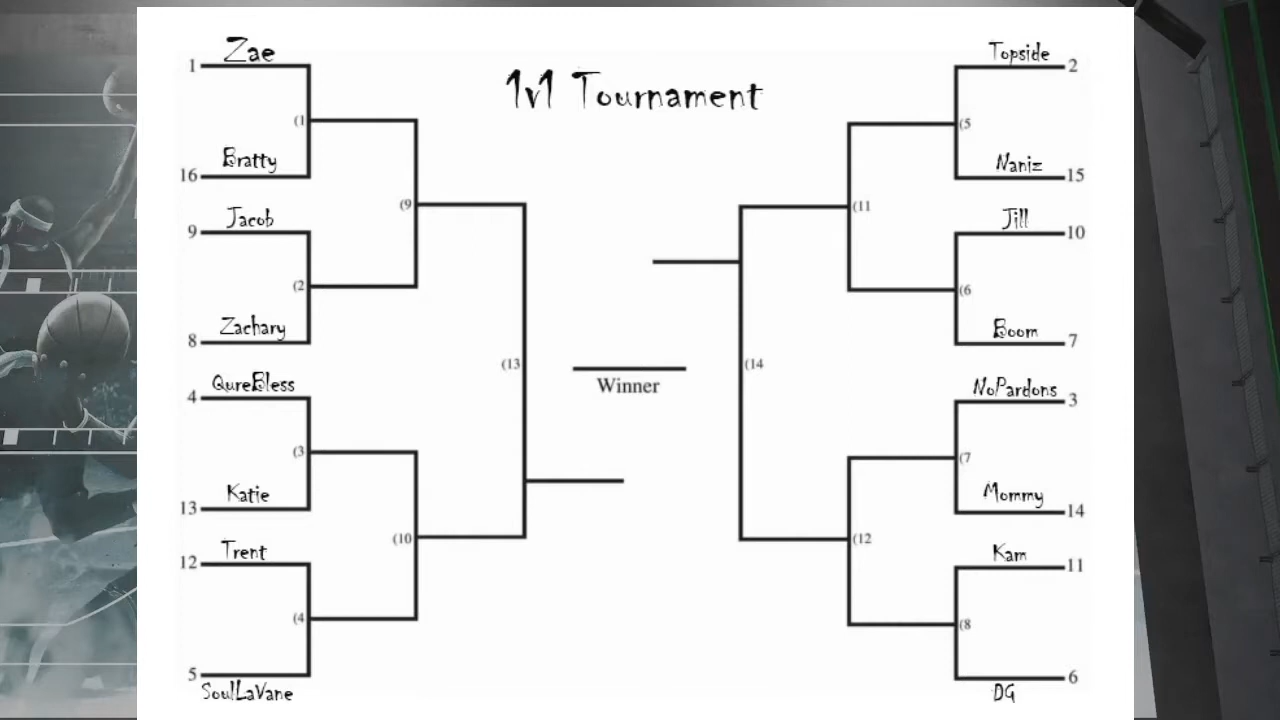 1v1 Tournament
1 Zae
(1
16 Bratty
9 Jacob
(2
8 Zachary
(9
4 QureBless
(3
13 Katie
12 Trent
(4
5
SoulLaVane
(10
(13
Winner
(14
Topside 2
(5
Naniz 15
(11
Jill 10
(6
Boom 7
NoPardons 3
(7
Mommy 14
(12
Kam 11
(8
6
DG